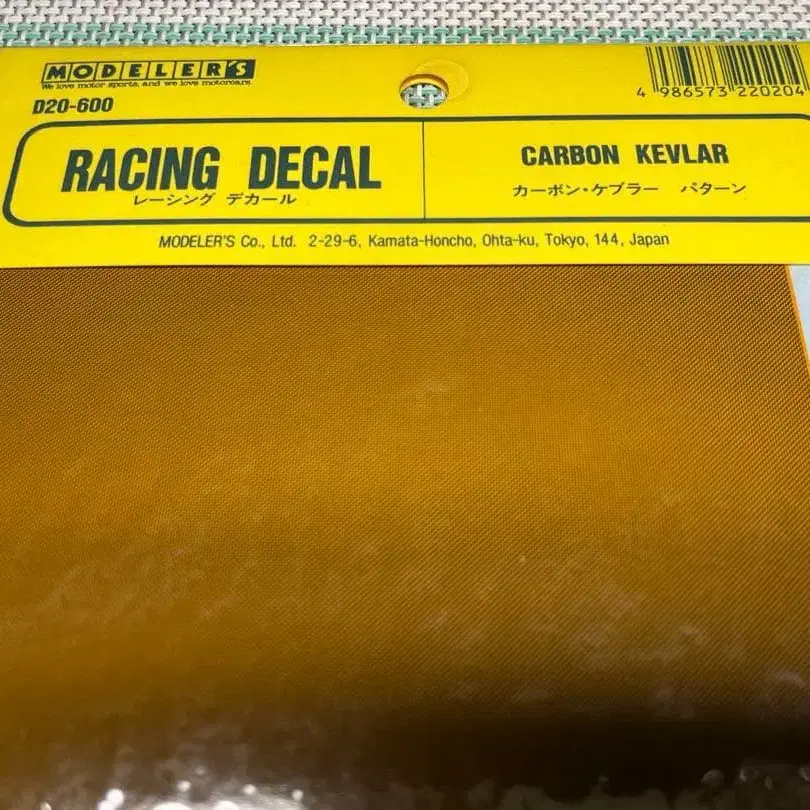 MODELER'S
We love motor sports, and we love motorcars.
D20-600
4 986573 220204
RACING DECAL
レーシング デカール
CARBON KEVLAR
カーボン・ケブラー パターン
MODELER'S Co., Ltd. 2-29-6, Kamata-Honcho, Ohta-ku, Tokyo, 144, Japan